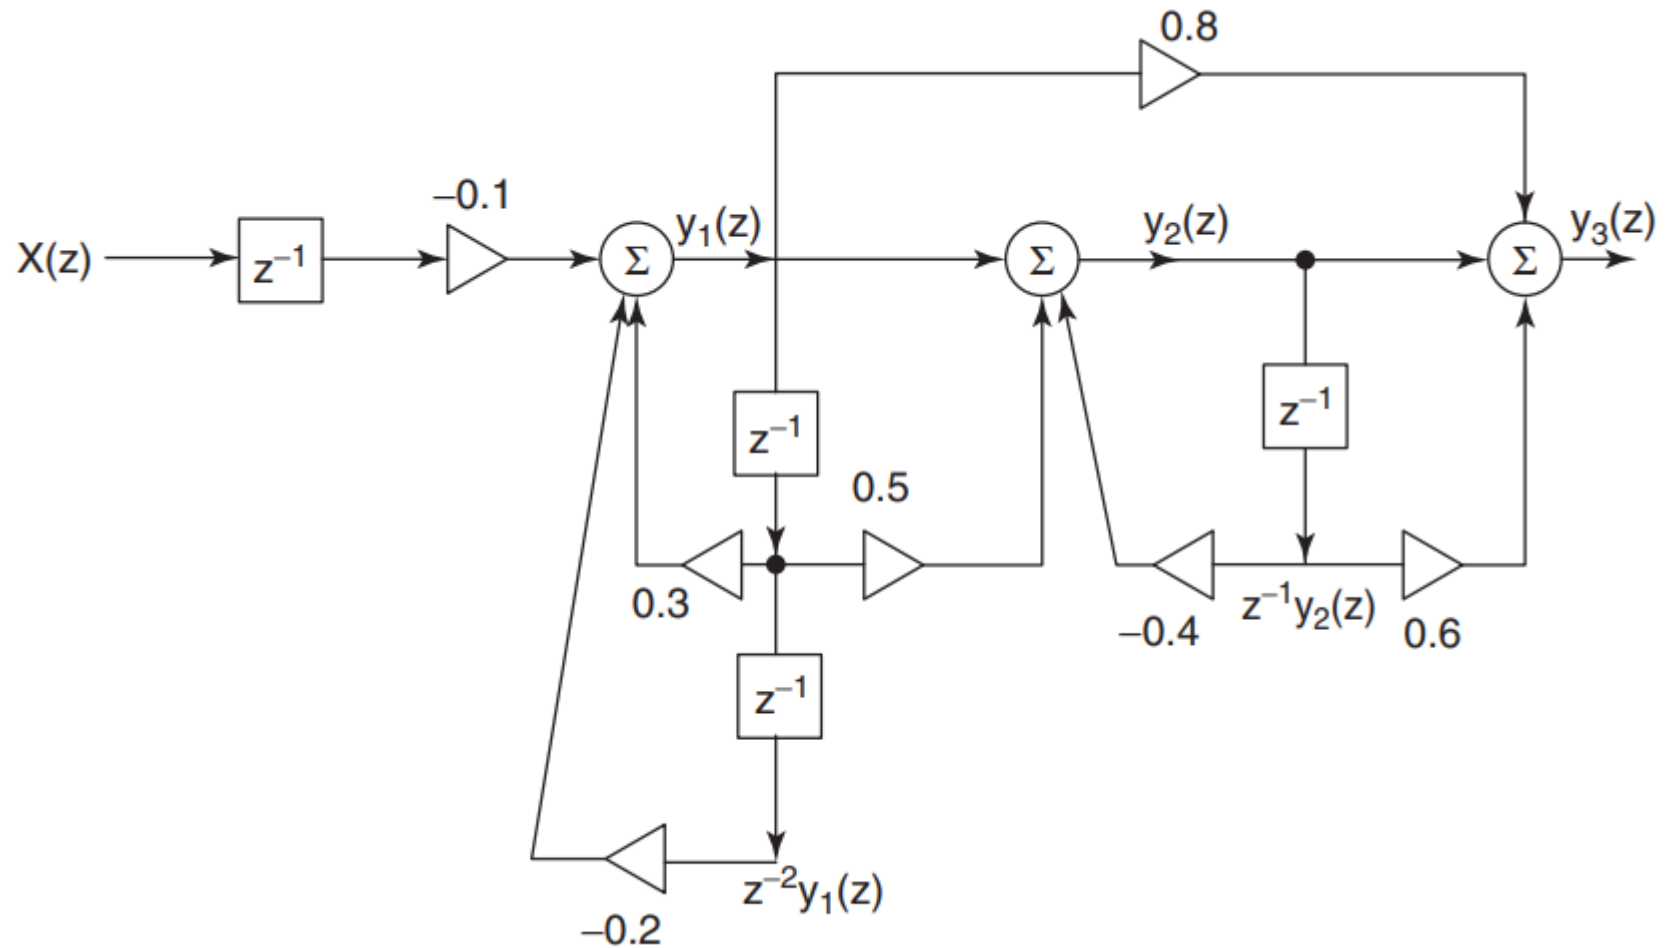 0.8
−0.1
X(z)
z⁻¹
Σ
y₁(z)
Σ
y₂(z)
Σ
y₃(z)
z⁻¹
z⁻¹
0.5
0.3
−0.4
z⁻¹y₂(z)
0.6
z⁻¹
z⁻²y₁(z)
−0.2